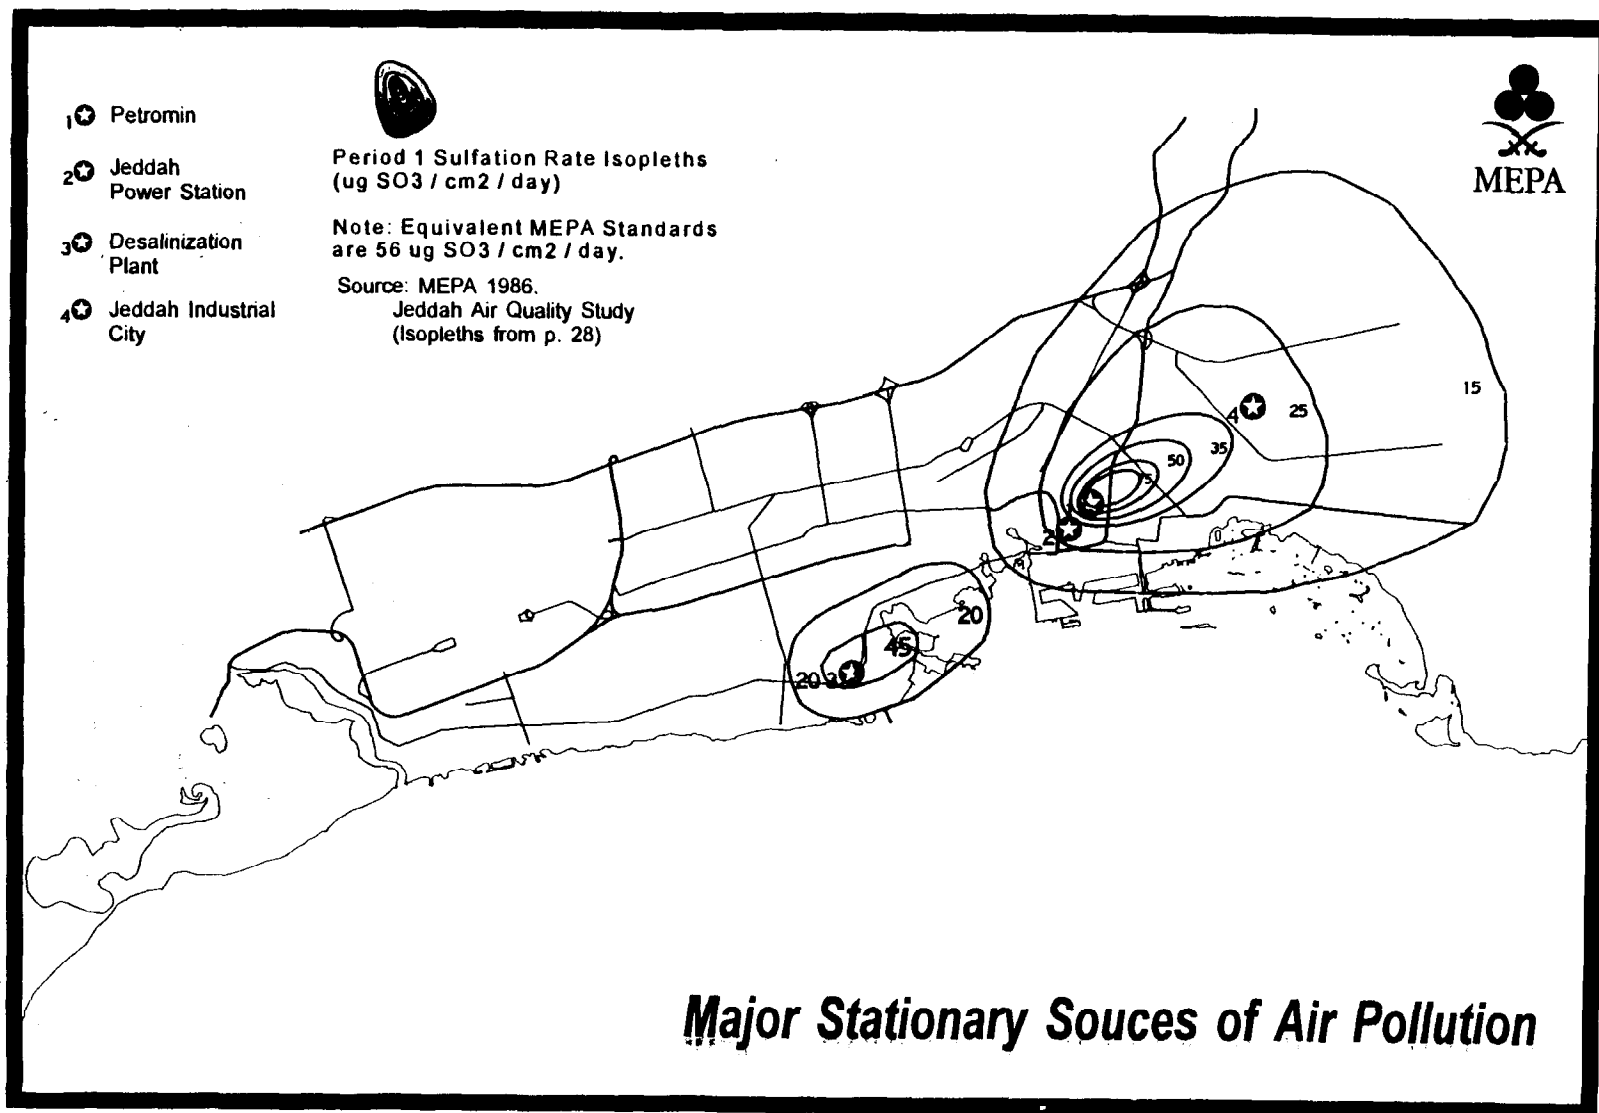 1 Petromin
2 Jeddah
Power Station
3 Desalinization
Plant
4 Jeddah Industrial
City
Period 1 Sulfation Rate Isopleths
(ug SO3 / cm2 / day)
Note: Equivalent MEPA Standards
are 56 ug SO3 / cm2 / day.
Source: MEPA 1986.
Jeddah Air Quality Study
(Isopleths from p. 28)
MEPA
15
4
25
35
50
2
20
45
20 3
Major Stationary Souces of Air Pollution